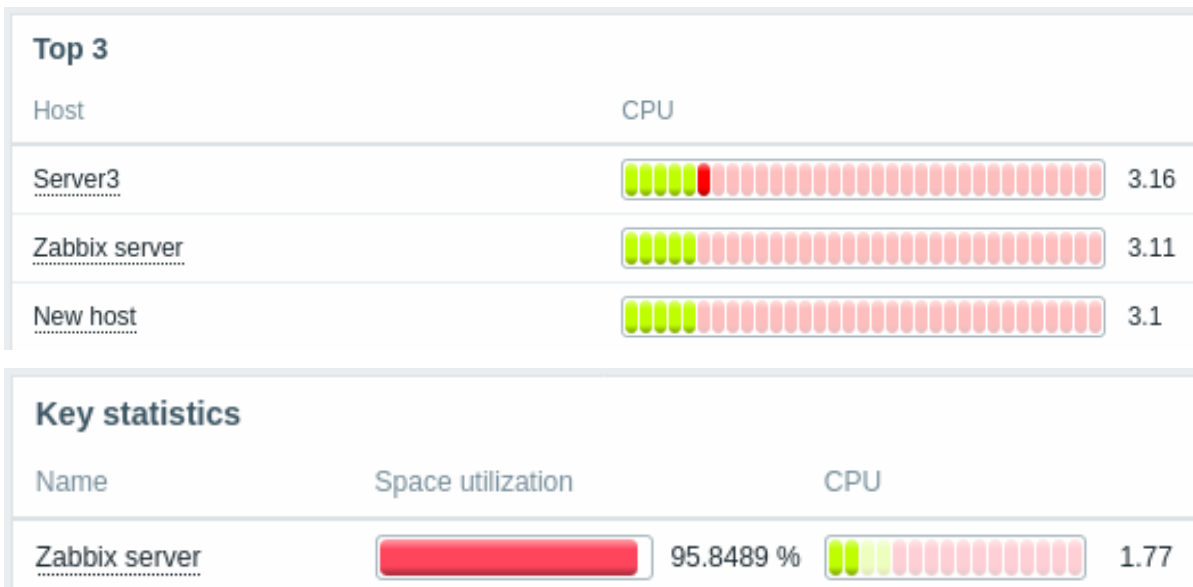 Top 3
Host CPU
Server3 3.16
Zabbix server 3.11
New host 3.1
Key statistics
Name Space utilization CPU
Zabbix server 95.8489 % 1.77